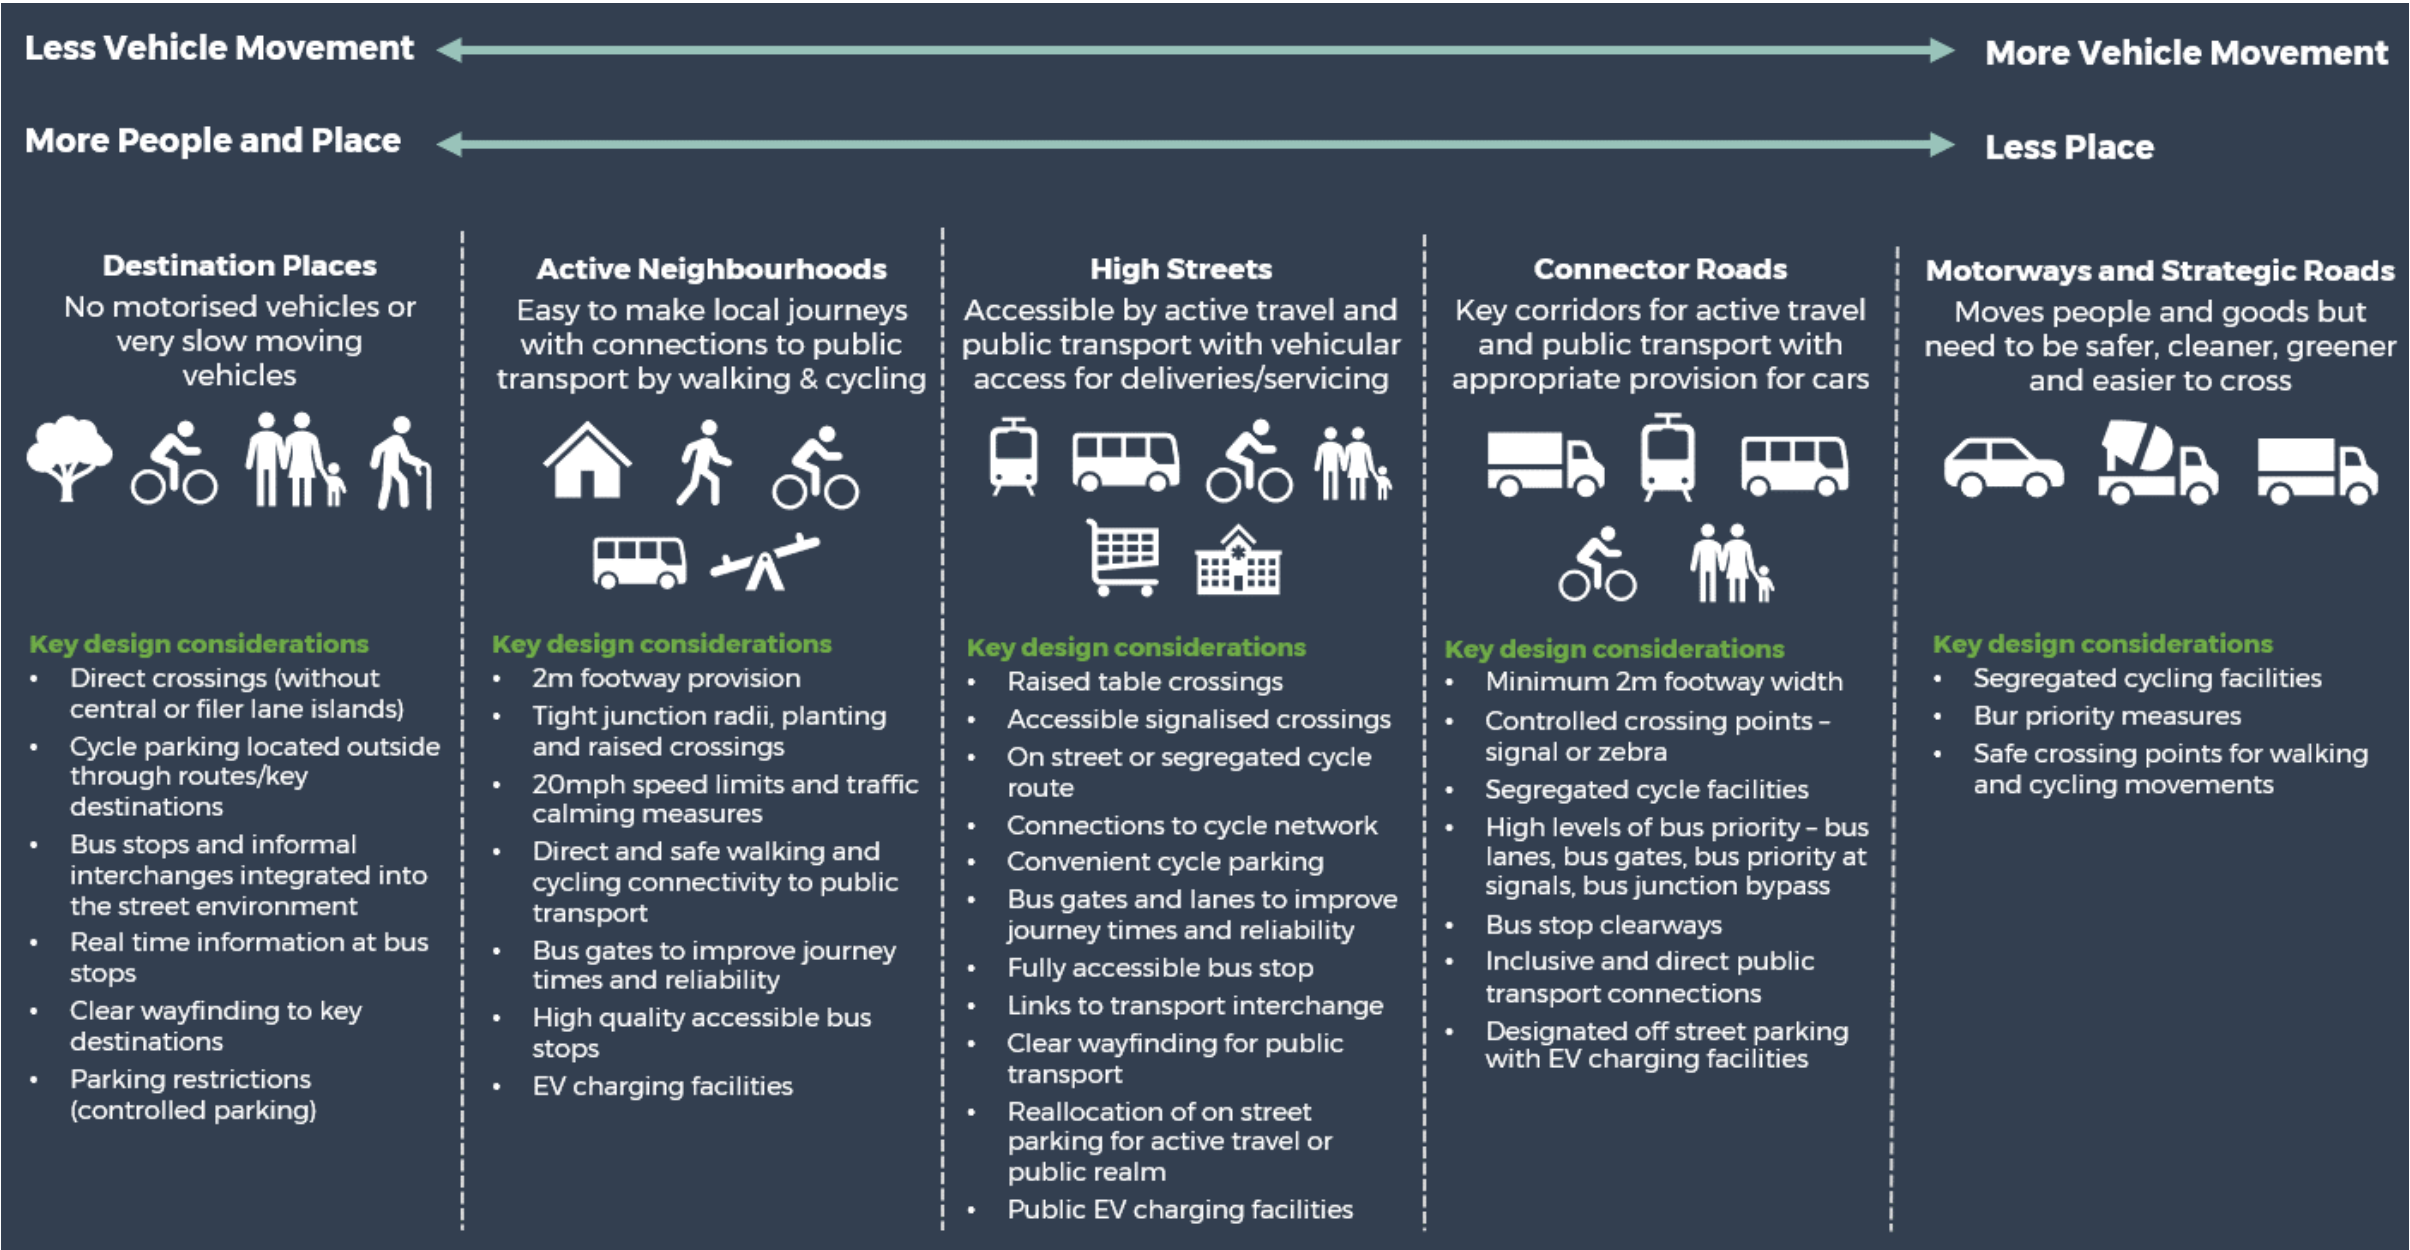 Less Vehicle Movement
More Vehicle Movement
More People and Place
Less Place
Destination Places
No motorised vehicles or
very slow moving
vehicles
Key design considerations
• Direct crossings (without
central or filer lane islands)
• Cycle parking located outside
through routes/key
destinations
• Bus stops and informal
interchanges integrated into
the street environment
• Real time information at bus
stops
• Clear wayfinding to key
destinations
• Parking restrictions
(controlled parking)
Active Neighbourhoods
Easy to make local journeys
with connections to public
transport by walking & cycling
Key design considerations
• 2m footway provision
• Tight junction radii, planting
and raised crossings
• 20mph speed limits and traffic
calming measures
• Direct and safe walking and
cycling connectivity to public
transport
• Bus gates to improve journey
times and reliability
• High quality accessible bus
stops
• EV charging facilities
High Streets
Accessible by active travel and
public transport with vehicular
access for deliveries/servicing
Key design considerations
• Raised table crossings
• Accessible signalised crossings
• On street or segregated cycle
route
• Connections to cycle network
• Convenient cycle parking
• Bus gates and lanes to improve
journey times and reliability
• Fully accessible bus stop
• Links to transport interchange
• Clear wayfinding for public
transport
• Reallocation of on street
parking for active travel or
public realm
• Public EV charging facilities
Connector Roads
Key corridors for active travel
and public transport with
appropriate provision for cars
Key design considerations
• Minimum 2m footway width
• Controlled crossing points –
signal or zebra
• Segregated cycle facilities
• High levels of bus priority – bus
lanes, bus gates, bus priority at
signals, bus junction bypass
• Bus stop clearways
• Inclusive and direct public
transport connections
• Designated off street parking
with EV charging facilities
Motorways and Strategic Roads
Moves people and goods but
need to be safer, cleaner, greener
and easier to cross
Key design considerations
• Segregated cycling facilities
• Bur priority measures
• Safe crossing points for walking
and cycling movements